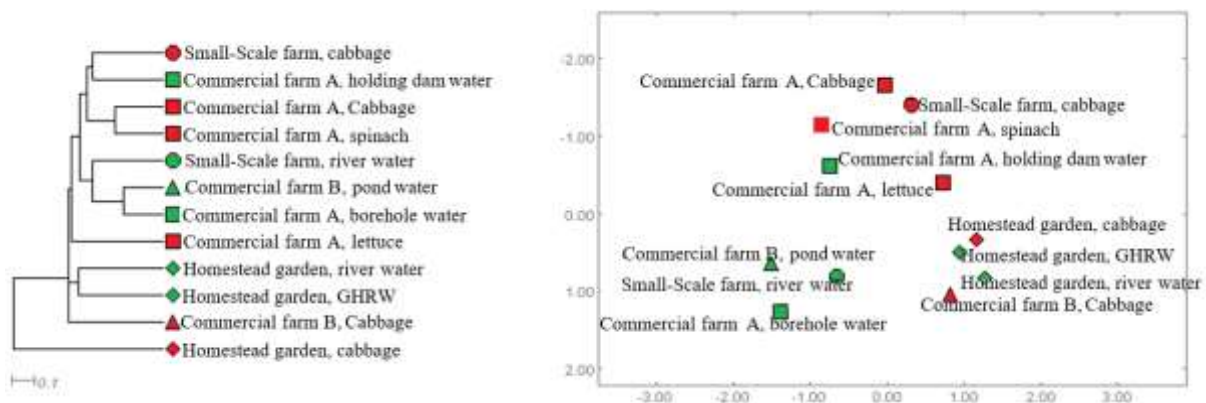 Small-Scale farm, cabbage
Commercial farm A, holding dam water
Commercial farm A, Cabbage
Commercial farm A, spinach
Small-Scale farm, river water
Commercial farm B, pond water
Commercial farm A, borehole water
Commercial farm A, lettuce
Homestead garden, river water
Homestead garden, GHRW
Commercial farm B, Cabbage
Homestead garden, cabbage
-2.00
-1.00
0.00
1.00
2.00
Commercial farm A, Cabbage
Small-Scale farm, cabbage
Commercial farm A, spinach
Commercial farm A, holding dam water
Commercial farm A, lettuce
Homestead garden, cabbage
Commercial farm B, pond water
Homestead garden, GHRW
Small-Scale farm, river water
Homestead garden, river water
Commercial farm B, Cabbage
Commercial farm A, borehole water
-3.00 -2.00 -1.00 0.00 1.00 2.00 3.00